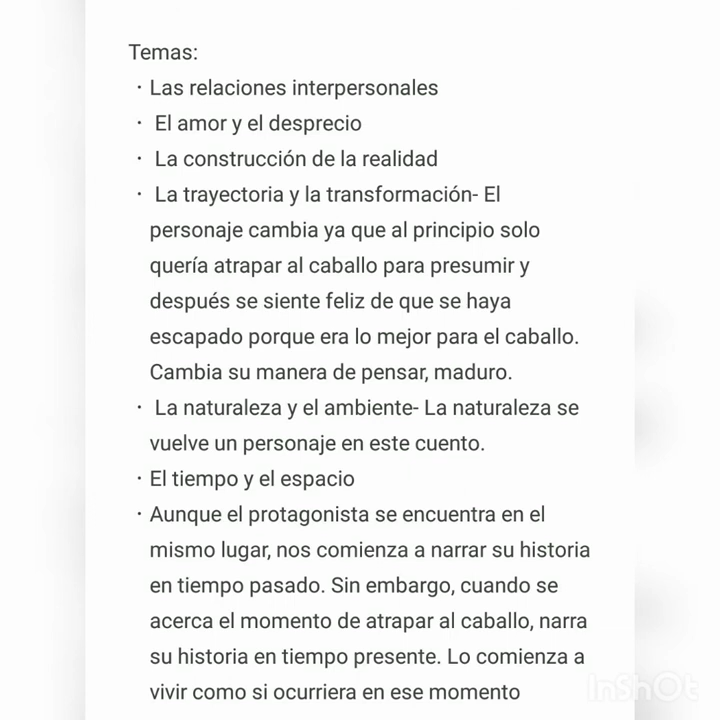 Temas:
· Las relaciones interpersonales
· El amor y el desprecio
· La construcción de la realidad
· La trayectoria y la transformación- El
personaje cambia ya que al principio solo
quería atrapar al caballo para presumir y
después se siente feliz de que se haya
escapado porque era lo mejor para el caballo.
Cambia su manera de pensar, maduro.
· La naturaleza y el ambiente- La naturaleza se
vuelve un personaje en este cuento.
· El tiempo y el espacio
· Aunque el protagonista se encuentra en el
mismo lugar, nos comienza a narrar su historia
en tiempo pasado. Sin embargo, cuando se
acerca el momento de atrapar al caballo, narra
su historia en tiempo presente. Lo comienza a
vivir como si ocurriera en ese momento
InShOt